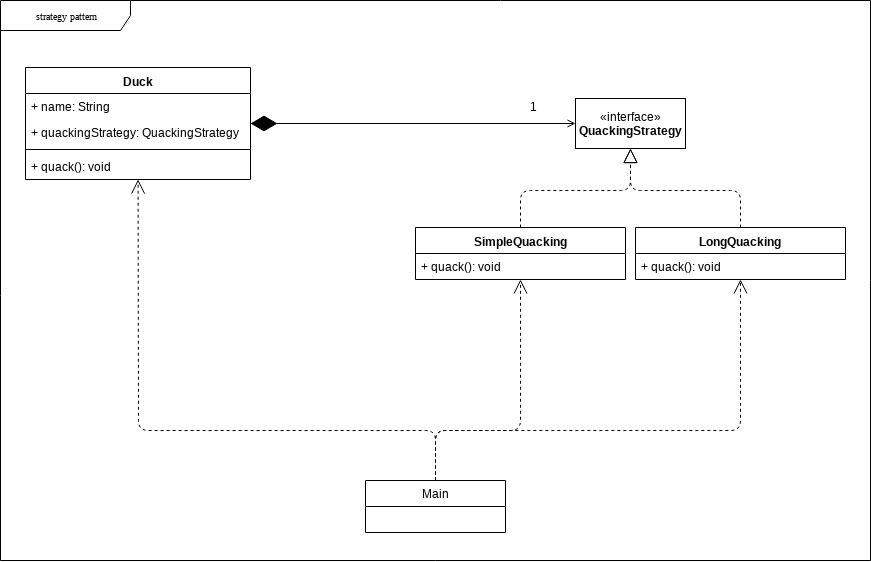 strategy pattern
Duck
+ name: String
+ quackingStrategy: QuackingStrategy
+ quack(): void
1
«interface»
QuackingStrategy
SimpleQuacking
+ quack(): void
LongQuacking
+ quack(): void
Main